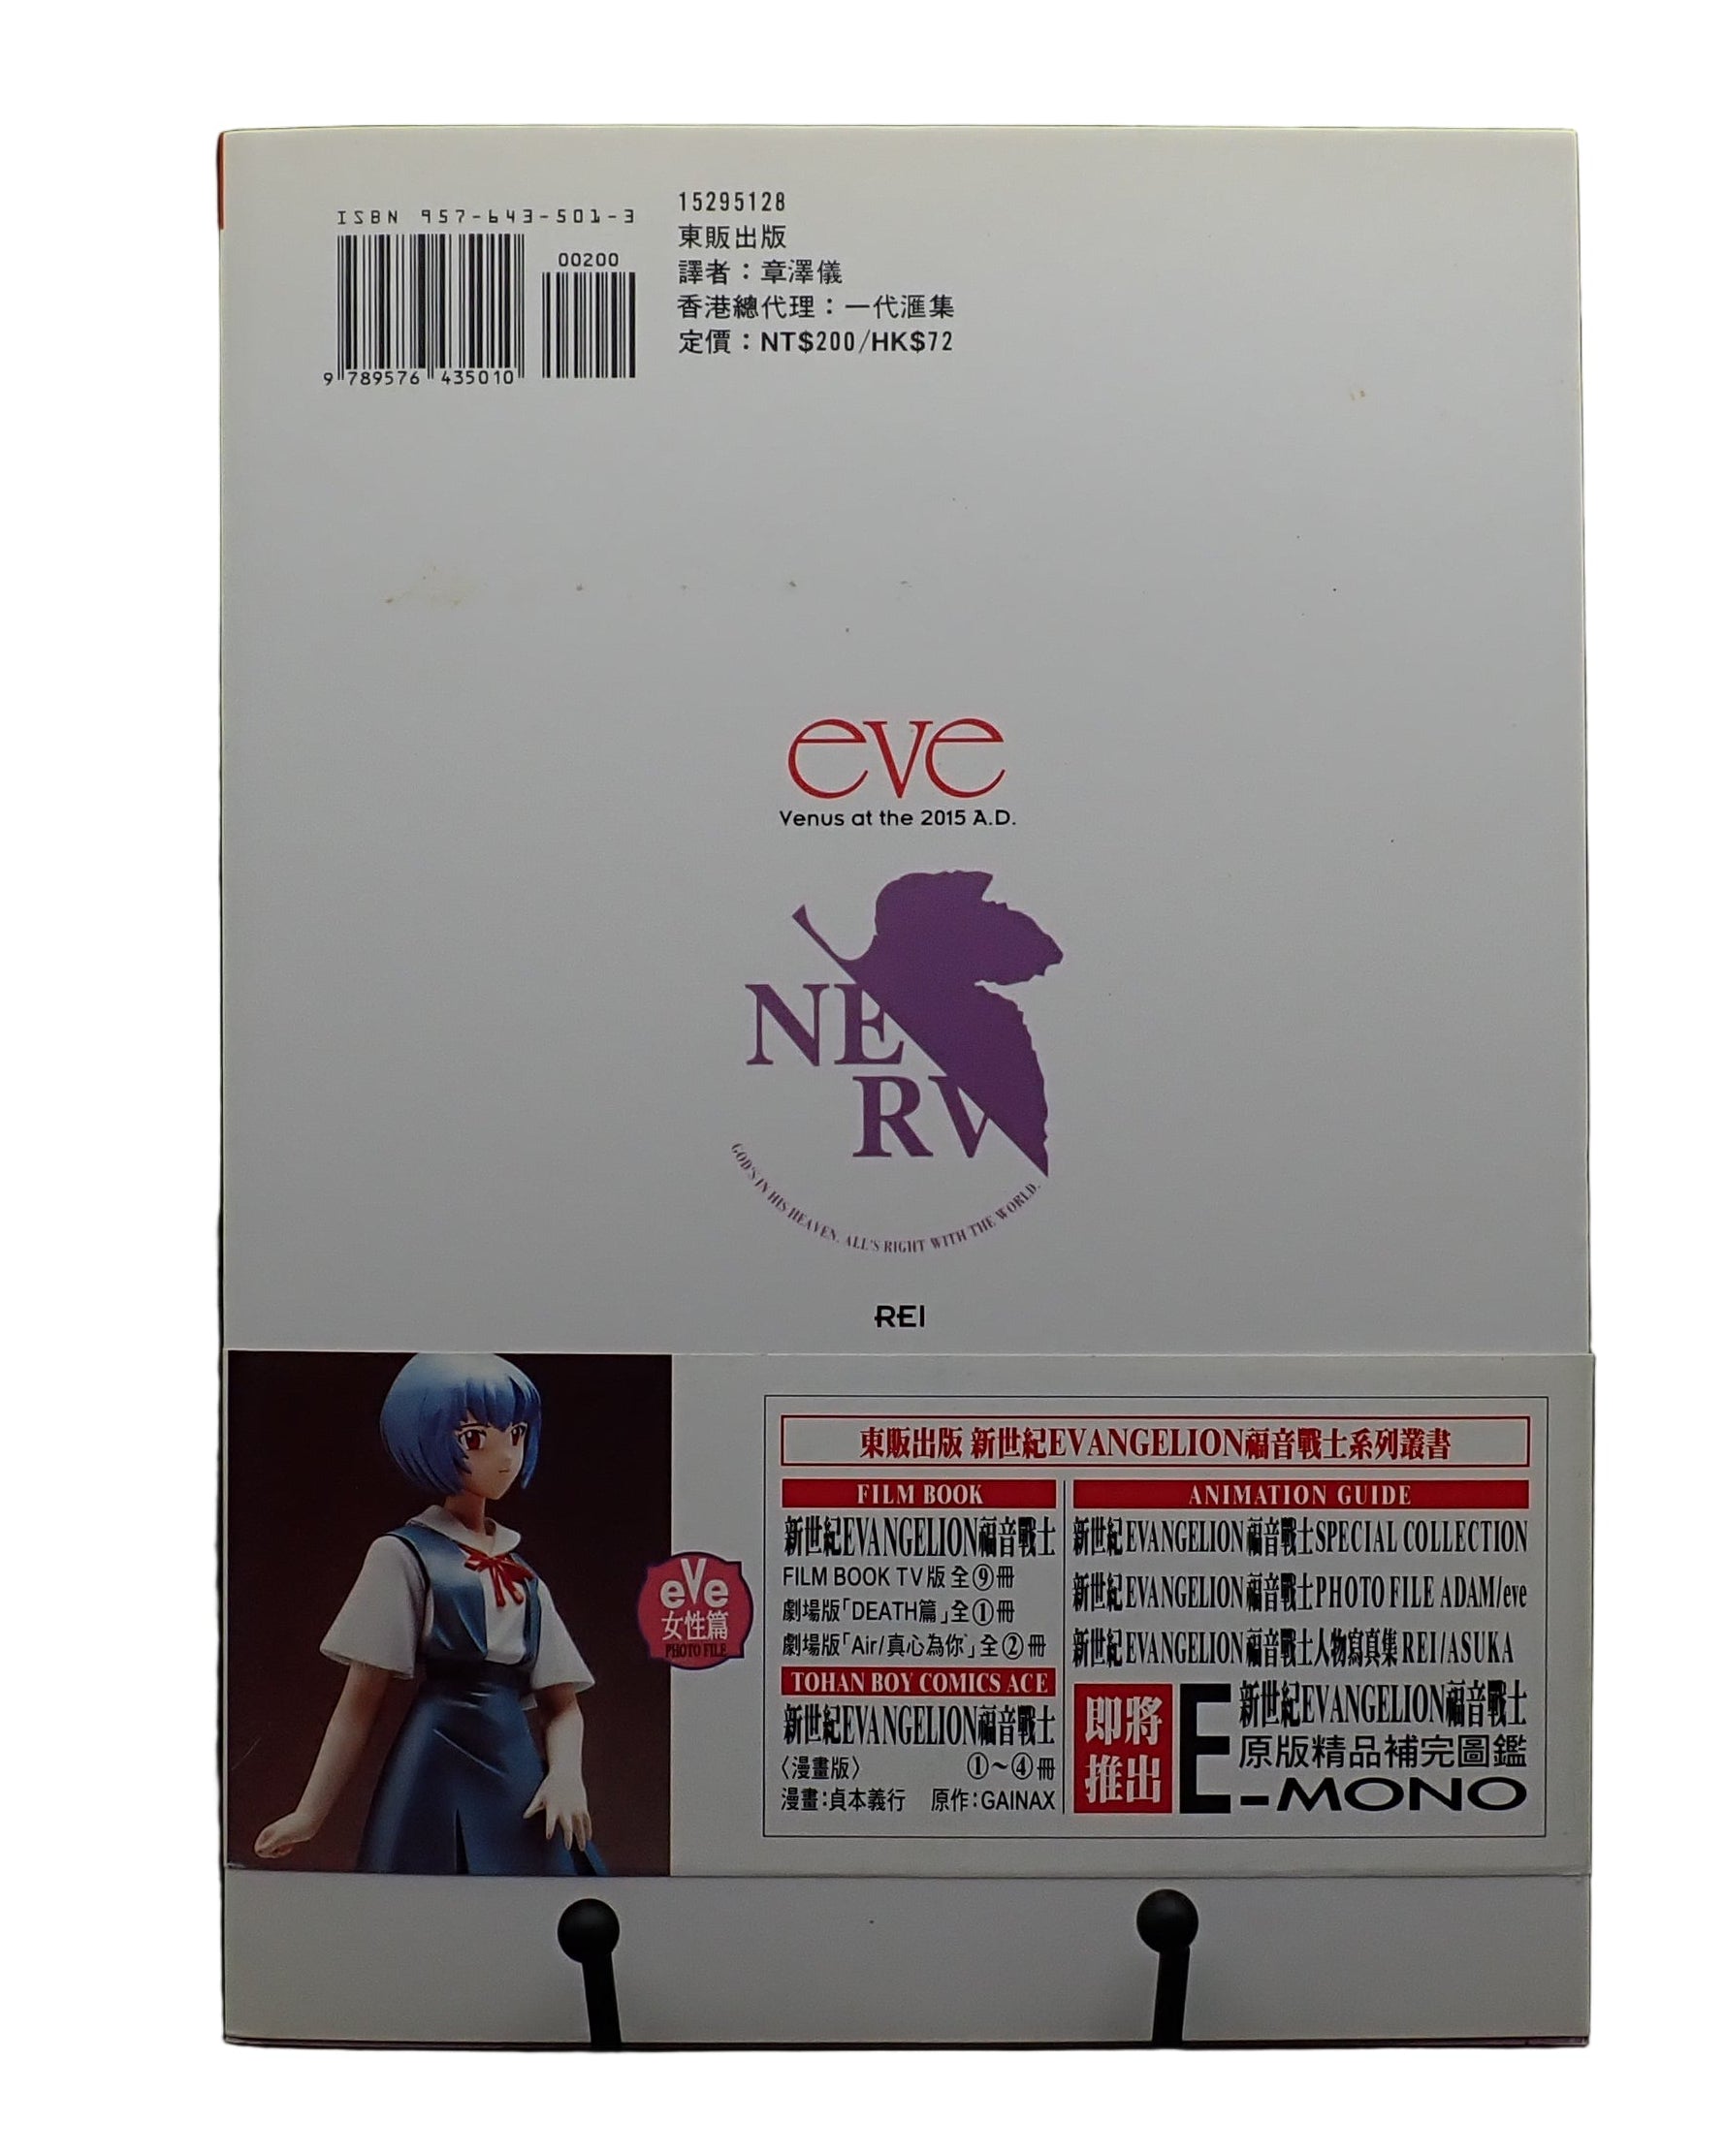 ISBN 957-643-501-3
00200
9 789576 435010
15295128
東販出版
譯者：章澤儀
香港總代理：一代滙集
定價：NT$200/HK$72
eve
Venus at the 2015 A.D.
NERV
GOD'S IN HIS HEAVEN. ALL'S RIGHT WITH THE WORLD.
REI
eVe
女性篇
PHOTO FILE
東販出版 新世紀EVANGELION福音戰士系列叢書
FILM BOOK
新世紀EVANGELION福音戰士
FILM BOOK TV版 全⑨冊
劇場版「DEATH篇」全①冊
劇場版「Air/真心為你」全②冊
TOHAN BOY COMICS ACE
新世紀EVANGELION福音戰士
〈漫畫版〉 ①～④冊
漫畫：貞本義行 原作：GAINAX
ANIMATION GUIDE
新世紀EVANGELION福音戰士SPECIAL COLLECTION
新世紀EVANGELION福音戰士PHOTO FILE ADAM/eve
新世紀EVANGELION福音戰士人物寫真集REI/ASUKA
即將
推出
新世紀EVANGELION福音戰士
原版精品補完圖鑑
E-MONO